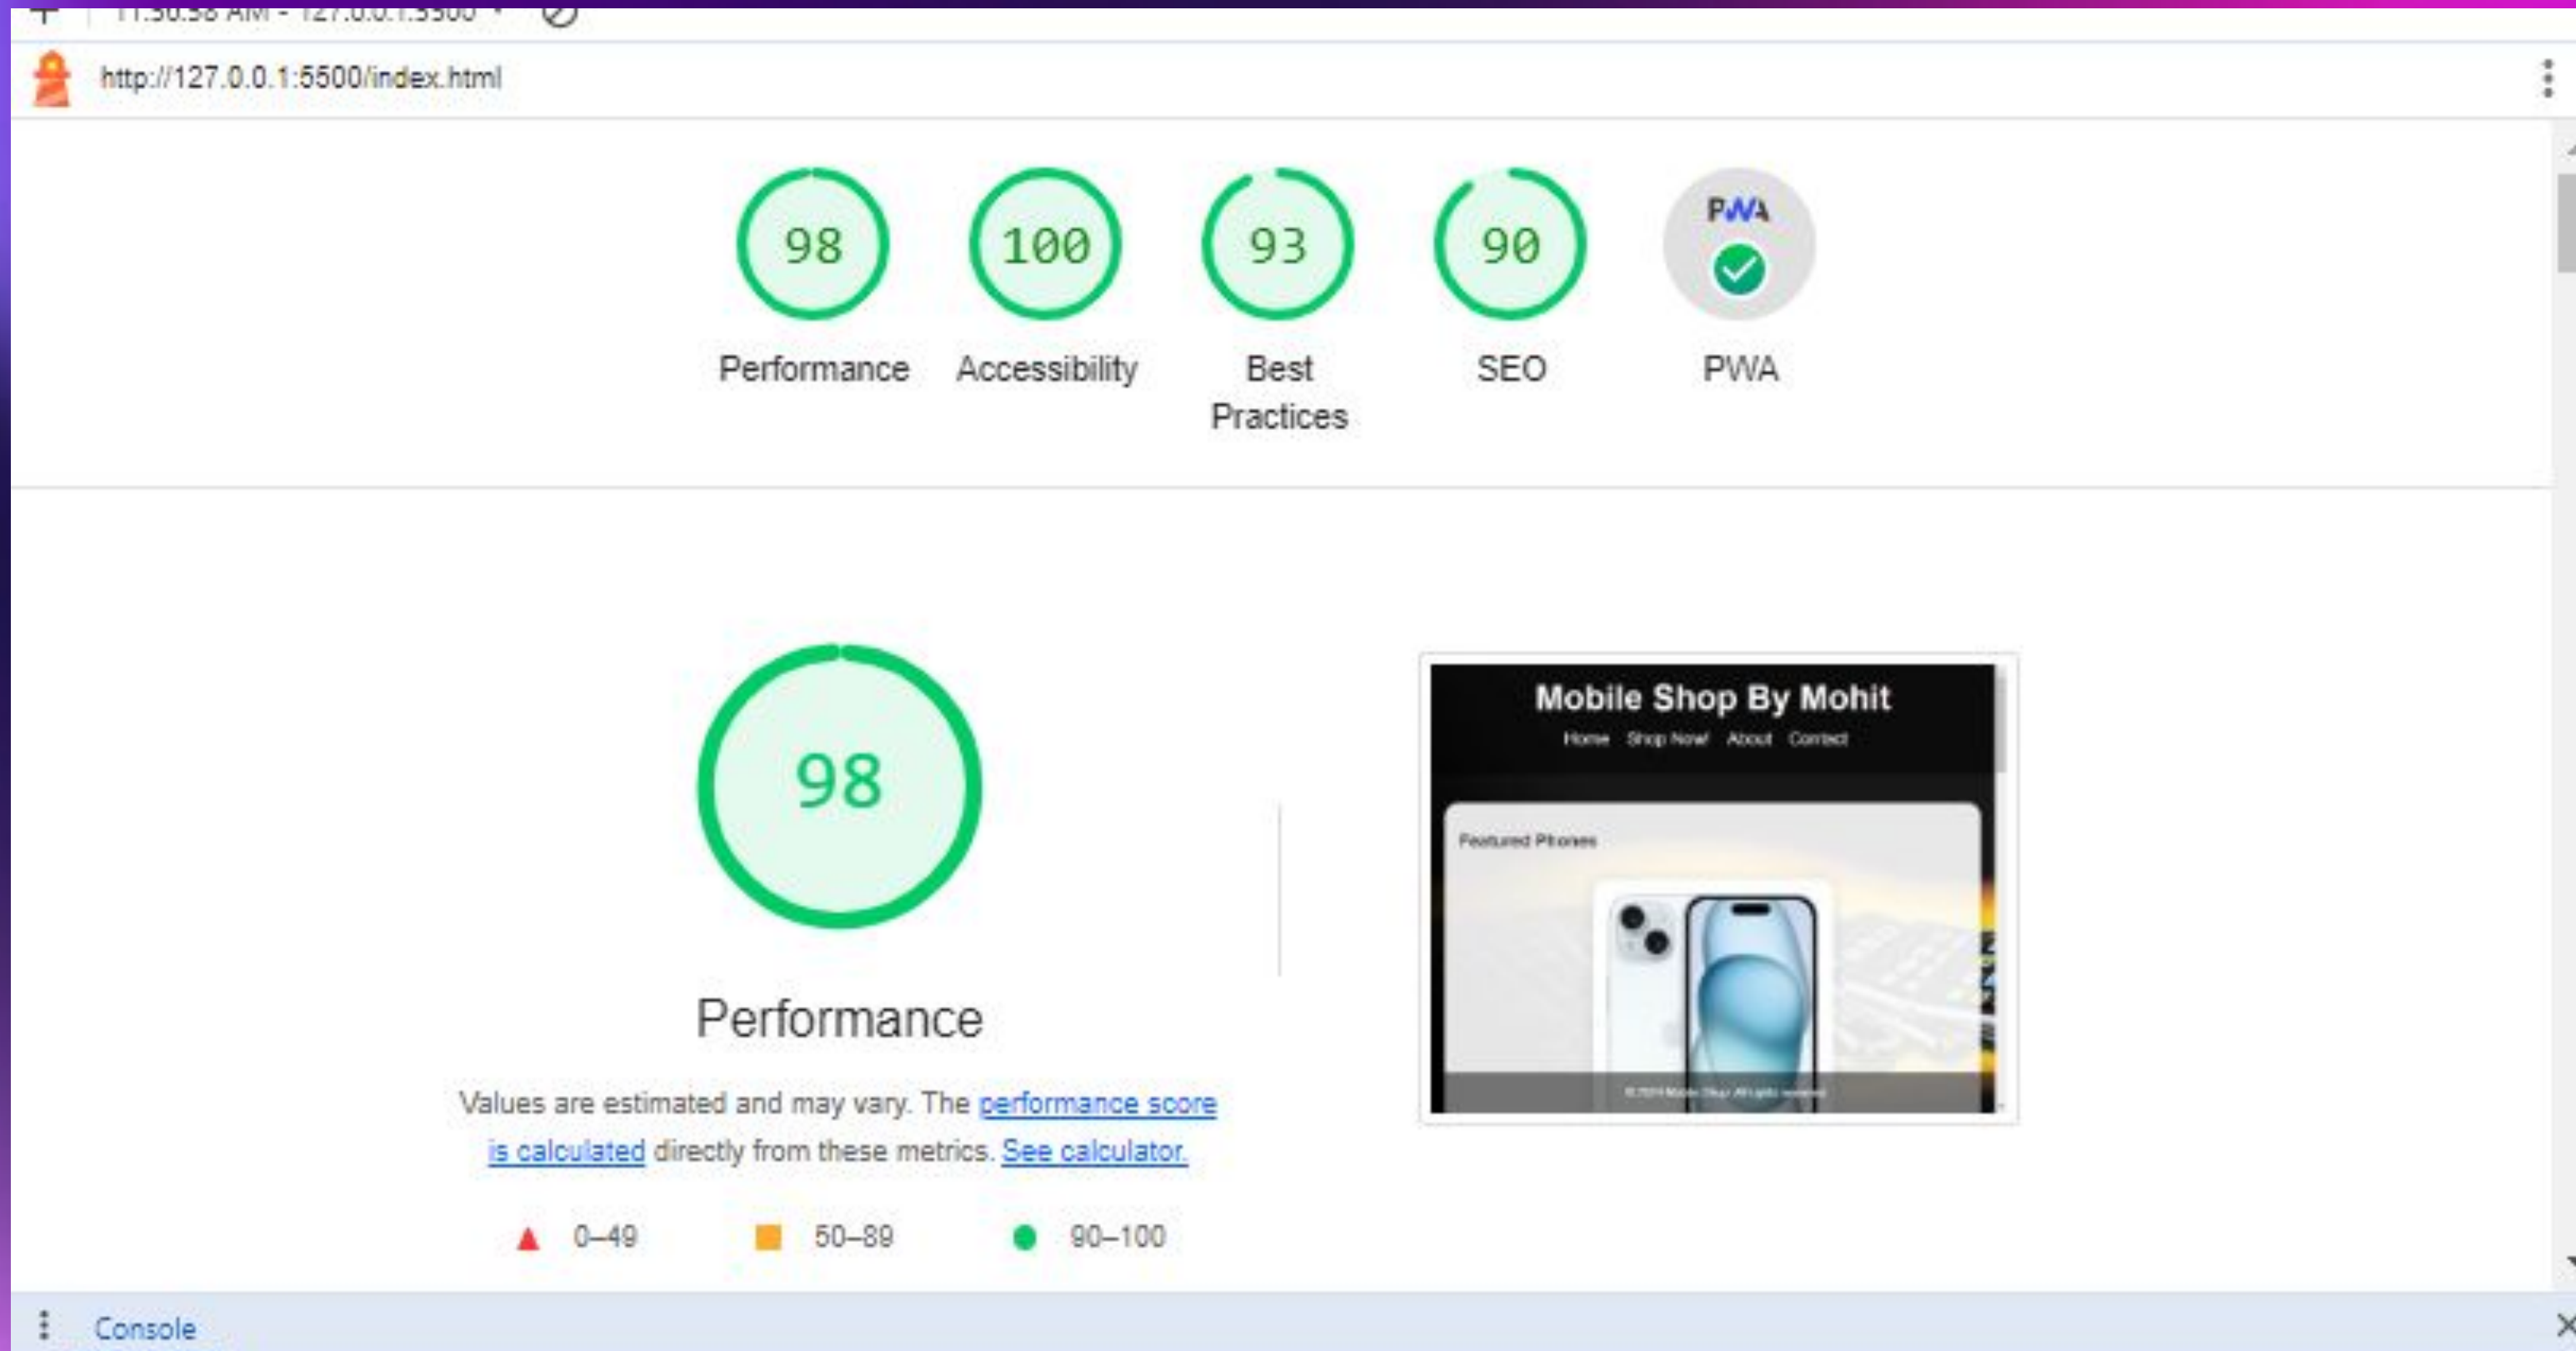 http://127.0.0.1:5500/index.html
98
100
93
90
PWA
Performance
Accessibility
Best
Practices
SEO
PWA
98
Performance
Values are estimated and may vary. The performance score
is calculated directly from these metrics. See calculator.
0–49
50–89
90–100
Mobile Shop By Mohit
Home Shop Now! About Contact
Featured Phones
Console